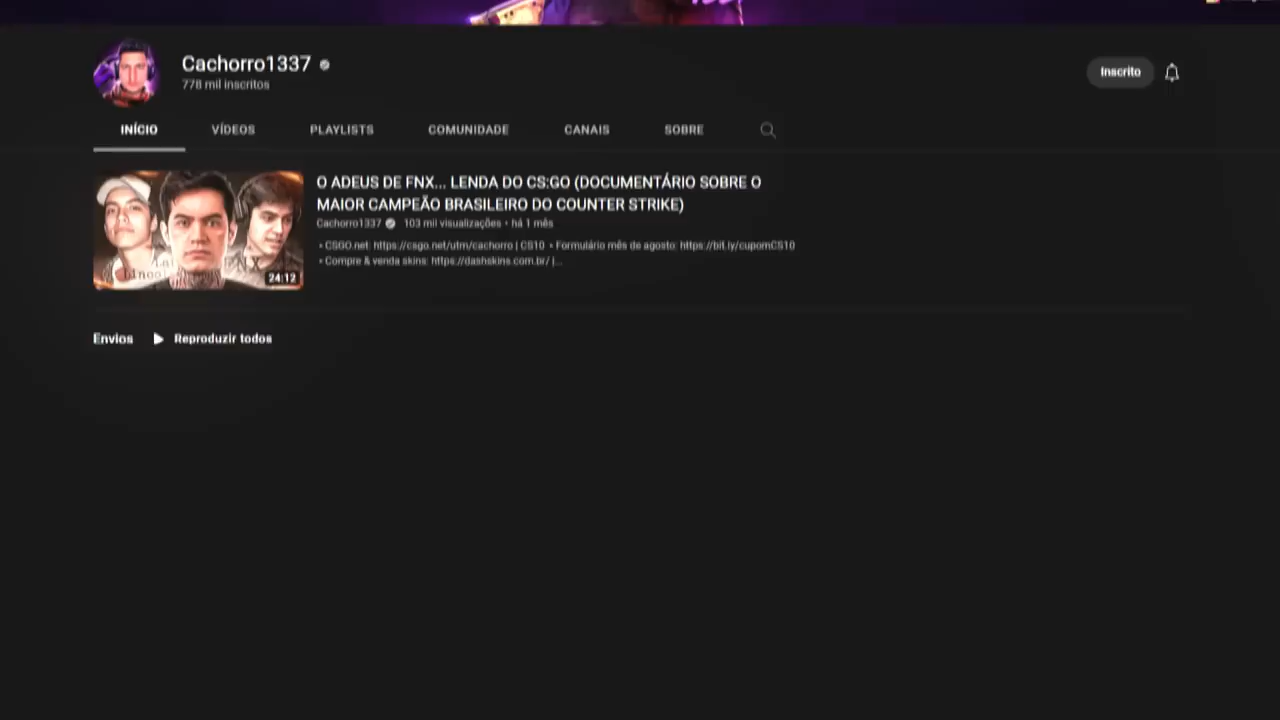 Cachorro1337
778 mil inscritos
Inscrito
INÍCIO VÍDEOS PLAYLISTS COMUNIDADE CANAIS SOBRE
O ADEUS DE FNX... LENDA DO CS:GO (DOCUMENTÁRIO SOBRE O
MAIOR CAMPEÃO BRASILEIRO DO COUNTER STRIKE)
Cachorro1337 103 mil visualizações • há 1 mês
• CSGO.net: https://csgo.net/utm/cachorro | CS10 • Formulário mês de agosto: https://bit.ly/cupomCS10
• Compre & venda skins: https://dashskins.com.br/ |...
FNX
24:12
Envios Reproduzir todos